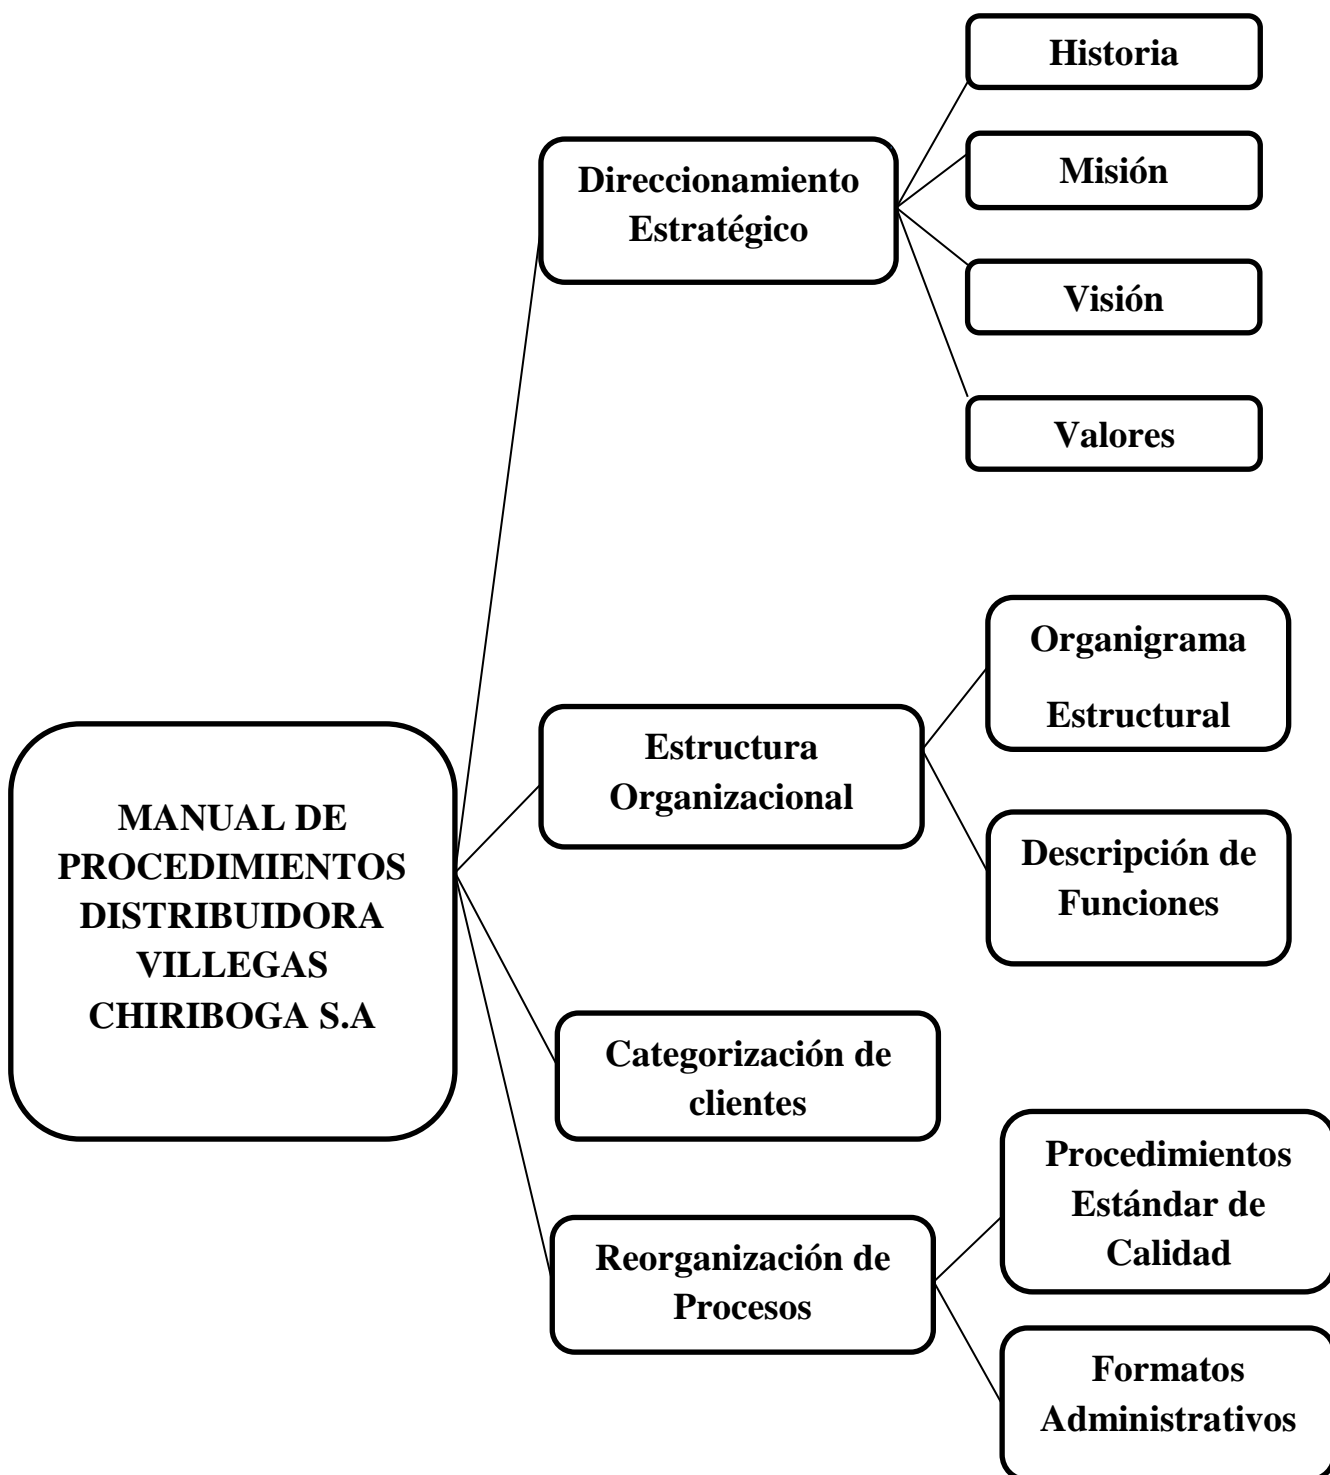 Historia
Misión
Visión
Valores
Direccionamiento
Estratégico
MANUAL DE
PROCEDIMIENTOS
DISTRIBUIDORA
VILLEGAS
CHIRIBOGA S.A
Estructura
Organizacional
Organigrama
Estructural
Descripción de
Funciones
Categorización de
clientes
Reorganización de
Procesos
Procedimientos
Estándar de
Calidad
Formatos
Administrativos